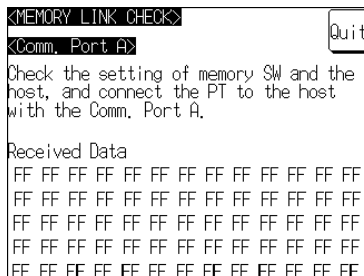 <MEMORY LINK CHECK>
Quit
<Comm. Port A>
Check the setting of memory SW and the
host, and connect the PT to the host
with the Comm. Port A.
Received Data
FF FF FF FF FF FF FF FF FF FF FF FF FF
FF FF FF FF FF FF FF FF FF FF FF FF FF
FF FF FF FF FF FF FF FF FF FF FF FF FF
FF FF FF FF FF FF FF FF FF FF FF FF FF
FF FF FF FF FF FF FF FF FF FF FF FF FF